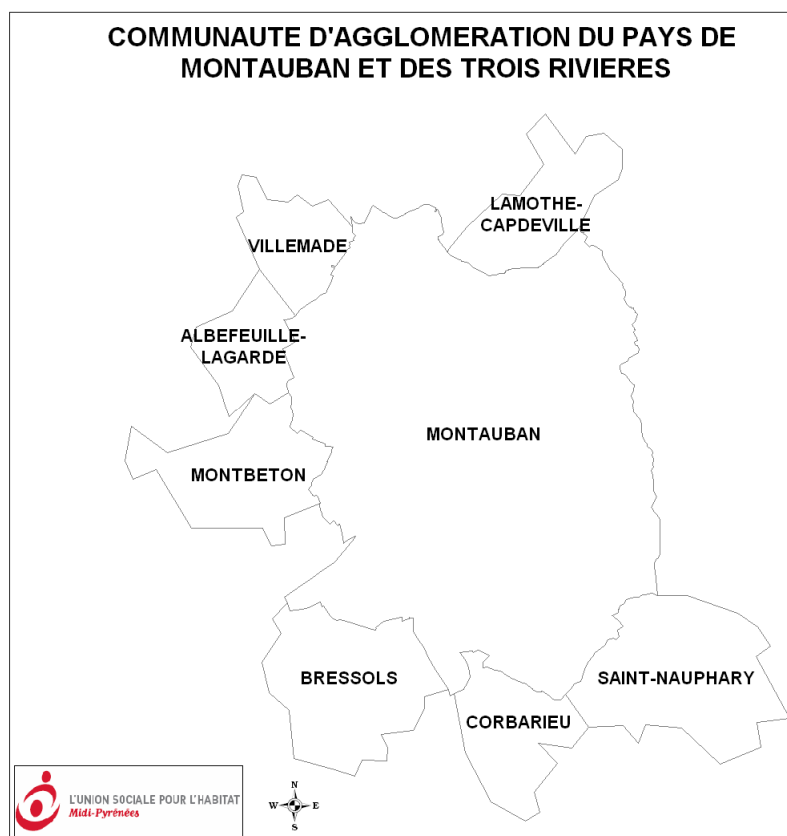 COMMUNAUTE D'AGGLOMERATION DU PAYS DE
MONTAUBAN ET DES TROIS RIVIERES
LAMOTHE-
CAPDEVILLE
VILLEMADE
ALBEFEUILLE-
LAGARDE
MONTAUBAN
MONTBETON
BRESSOLS
SAINT-NAUPHARY
CORBARIEU
L'UNION SOCIALE POUR L'HABITAT
Midi-Pyrénées
N
W E
S